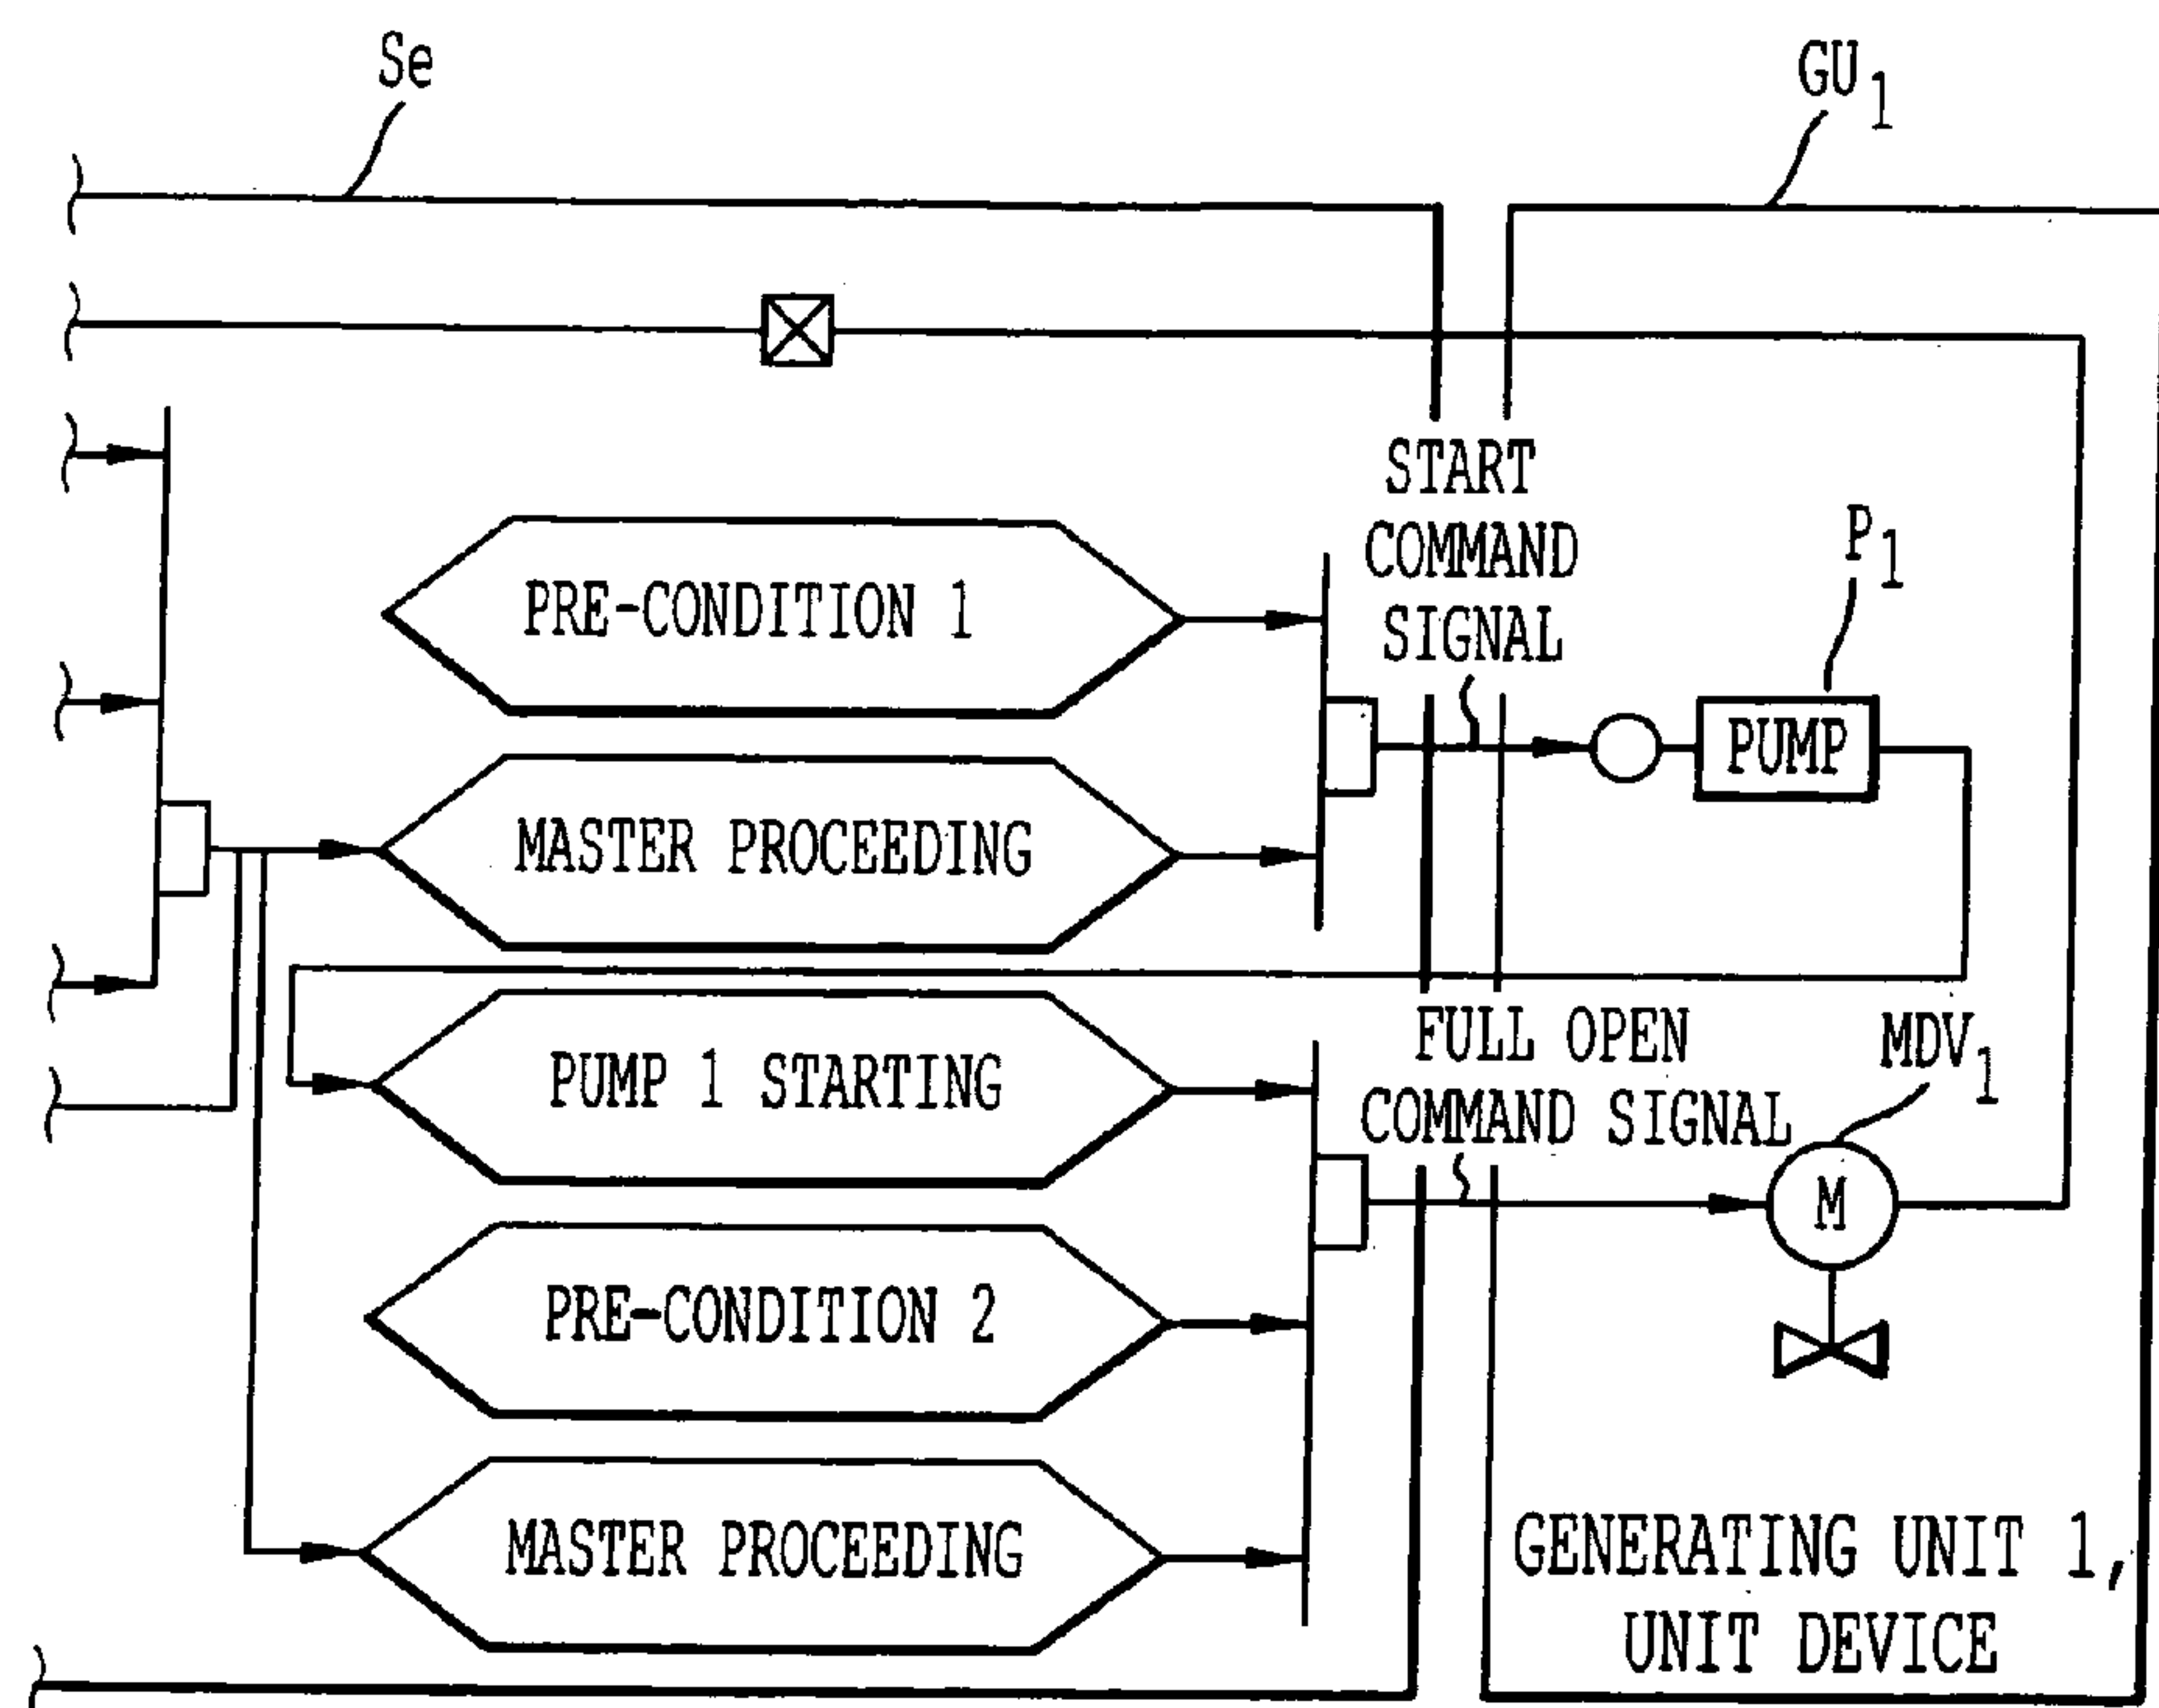 Se
GU1
START
COMMAND
SIGNAL
PRE-CONDITION 1
P1
PUMP
MASTER PROCEEDING
PUMP 1 STARTING
FULL OPEN
COMMAND SIGNAL
MDV1
M
PRE-CONDITION 2
MASTER PROCEEDING
GENERATING UNIT 1,
UNIT DEVICE